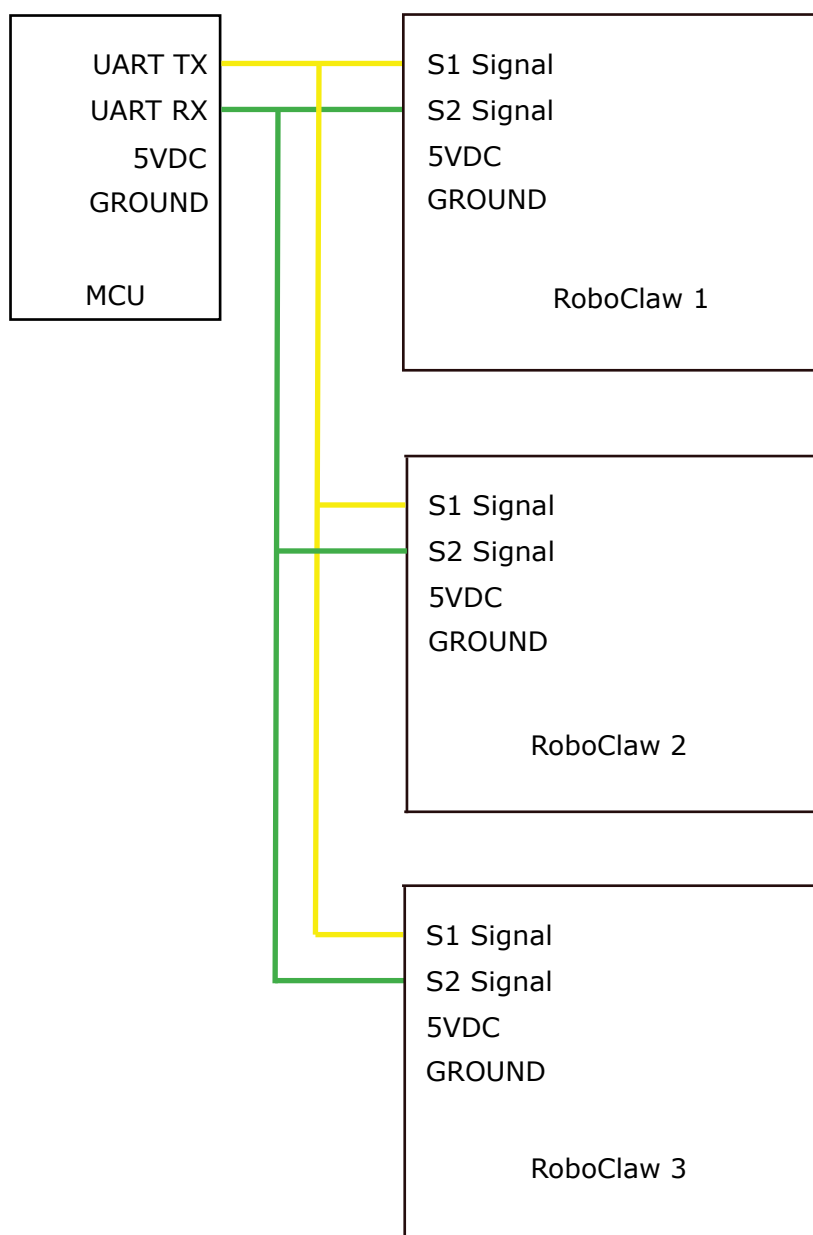 UART TX
UART RX
5VDC
GROUND
MCU
S1 Signal
S2 Signal
5VDC
GROUND
RoboClaw 1
S1 Signal
S2 Signal
5VDC
GROUND
RoboClaw 2
S1 Signal
S2 Signal
5VDC
GROUND
RoboClaw 3